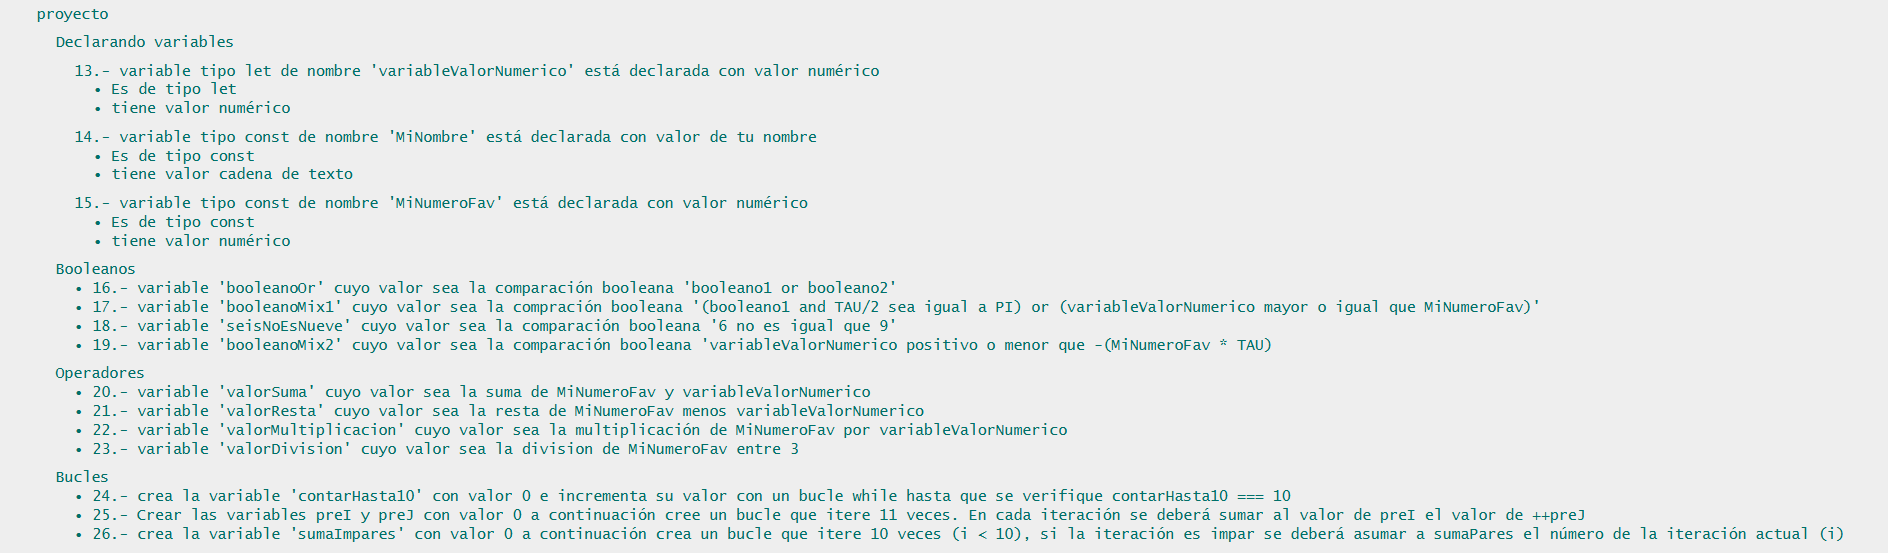 proyecto
Declarando variables
13.- variable tipo let de nombre 'variableValorNumerico' está declarada con valor numérico
• Es de tipo let
• tiene valor numérico
14.- variable tipo const de nombre 'MiNombre' está declarada con valor de tu nombre
• Es de tipo const
• tiene valor cadena de texto
15.- variable tipo const de nombre 'MiNumeroFav' está declarada con valor numérico
• Es de tipo const
• tiene valor numérico
Booleanos
• 16.- variable 'booleanoOr' cuyo valor sea la comparación booleana 'booleano1 or booleano2'
• 17.- variable 'booleanoMix1' cuyo valor sea la compración booleana '(booleano1 and TAU/2 sea igual a PI) or (variableValorNumerico mayor o igual que MiNumeroFav)'
• 18.- variable 'seisNoEsNueve' cuyo valor sea la comparación booleana '6 no es igual que 9'
• 19.- variable 'booleanoMix2' cuyo valor sea la comparación booleana 'variableValorNumerico positivo o menor que -(MiNumeroFav * TAU)
Operadores
• 20.- variable 'valorSuma' cuyo valor sea la suma de MiNumeroFav y variableValorNumerico
• 21.- variable 'valorResta' cuyo valor sea la resta de MiNumeroFav menos variableValorNumerico
• 22.- variable 'valorMultiplicacion' cuyo valor sea la multiplicación de MiNumeroFav por variableValorNumerico
• 23.- variable 'valorDivision' cuyo valor sea la division de MiNumeroFav entre 3
Bucles
• 24.- crea la variable 'contarHasta10' con valor 0 e incrementa su valor con un bucle while hasta que se verifique contarHasta10 === 10
• 25.- Crear las variables preI y preJ con valor 0 a continuación cree un bucle que itere 11 veces. En cada iteración se deberá sumar al valor de preI el valor de ++preJ
• 26.- crea la variable 'sumaImpares' con valor 0 a continuación crea un bucle que itere 10 veces (i < 10), si la iteración es impar se deberá asumar a sumaPares el número de la iteración actual (i)